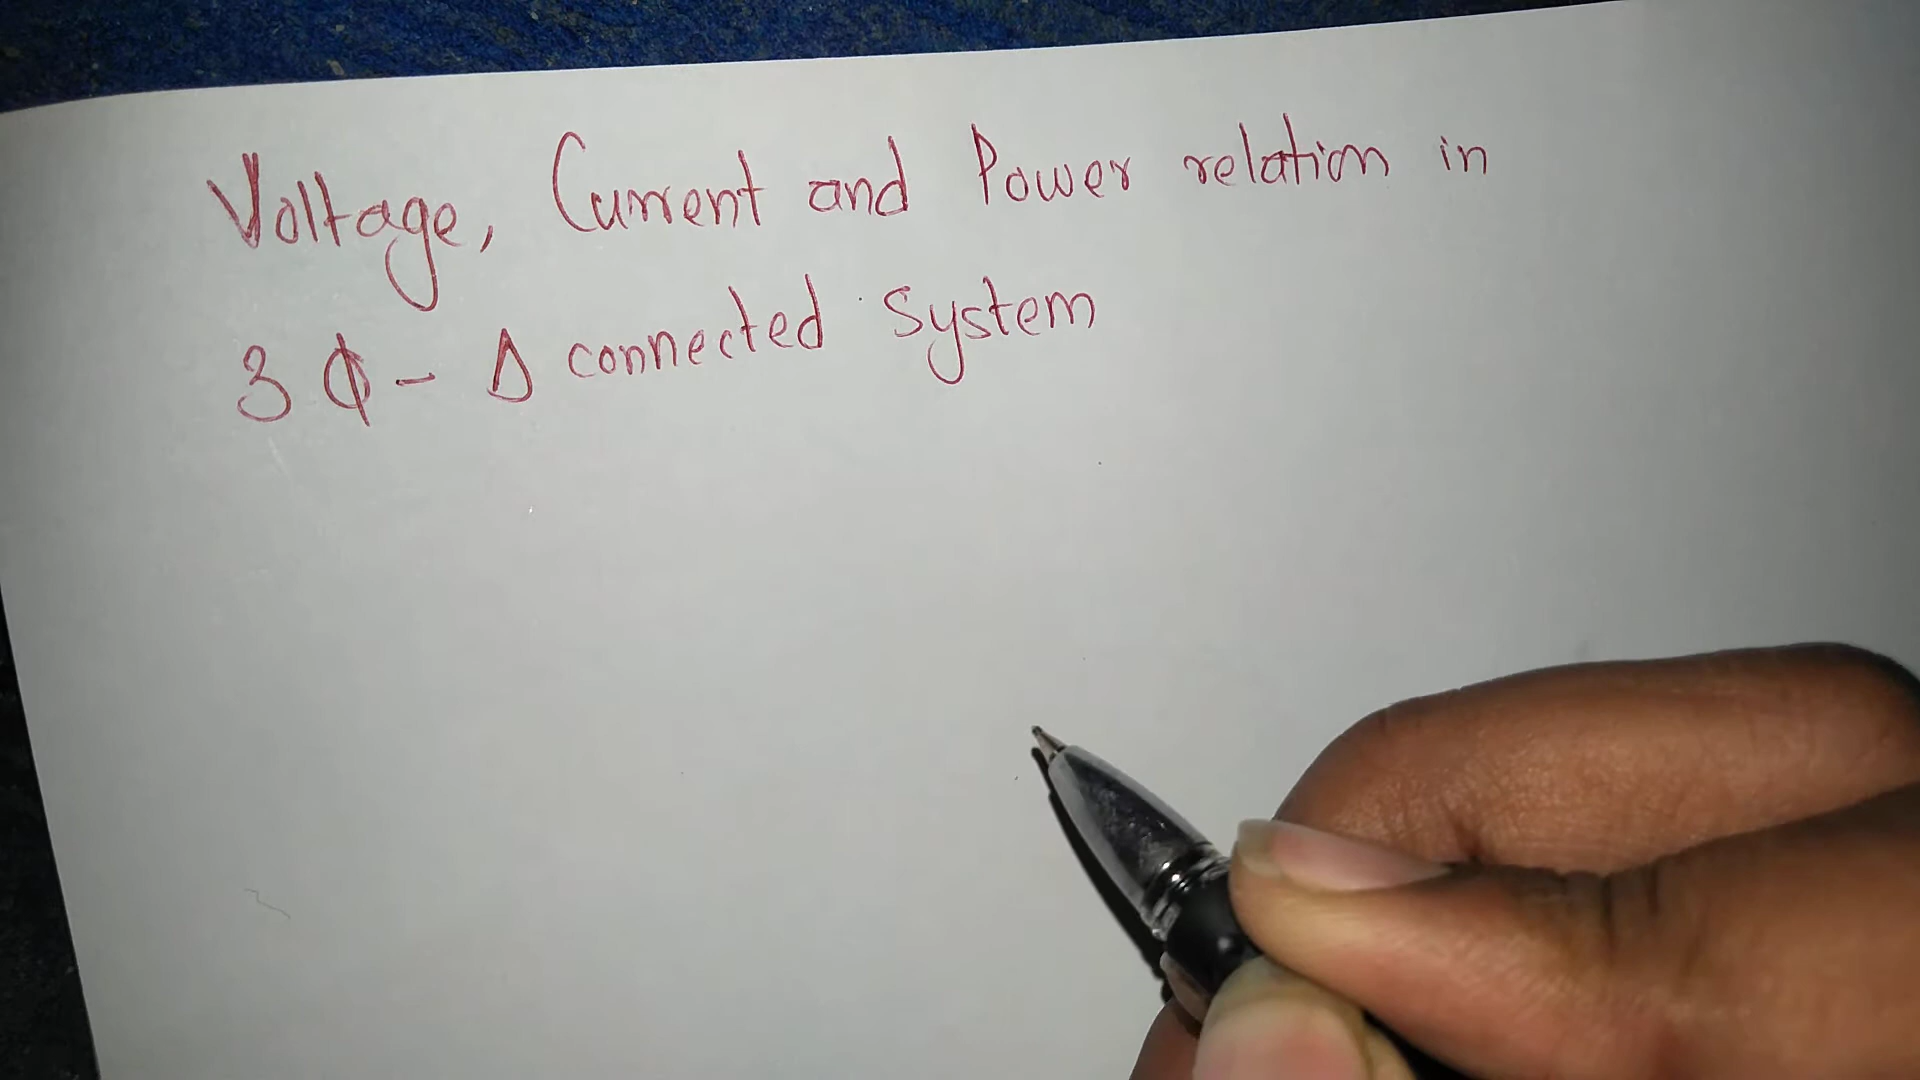 Voltage, Current and Power relation in
3 Φ - Δ connected System